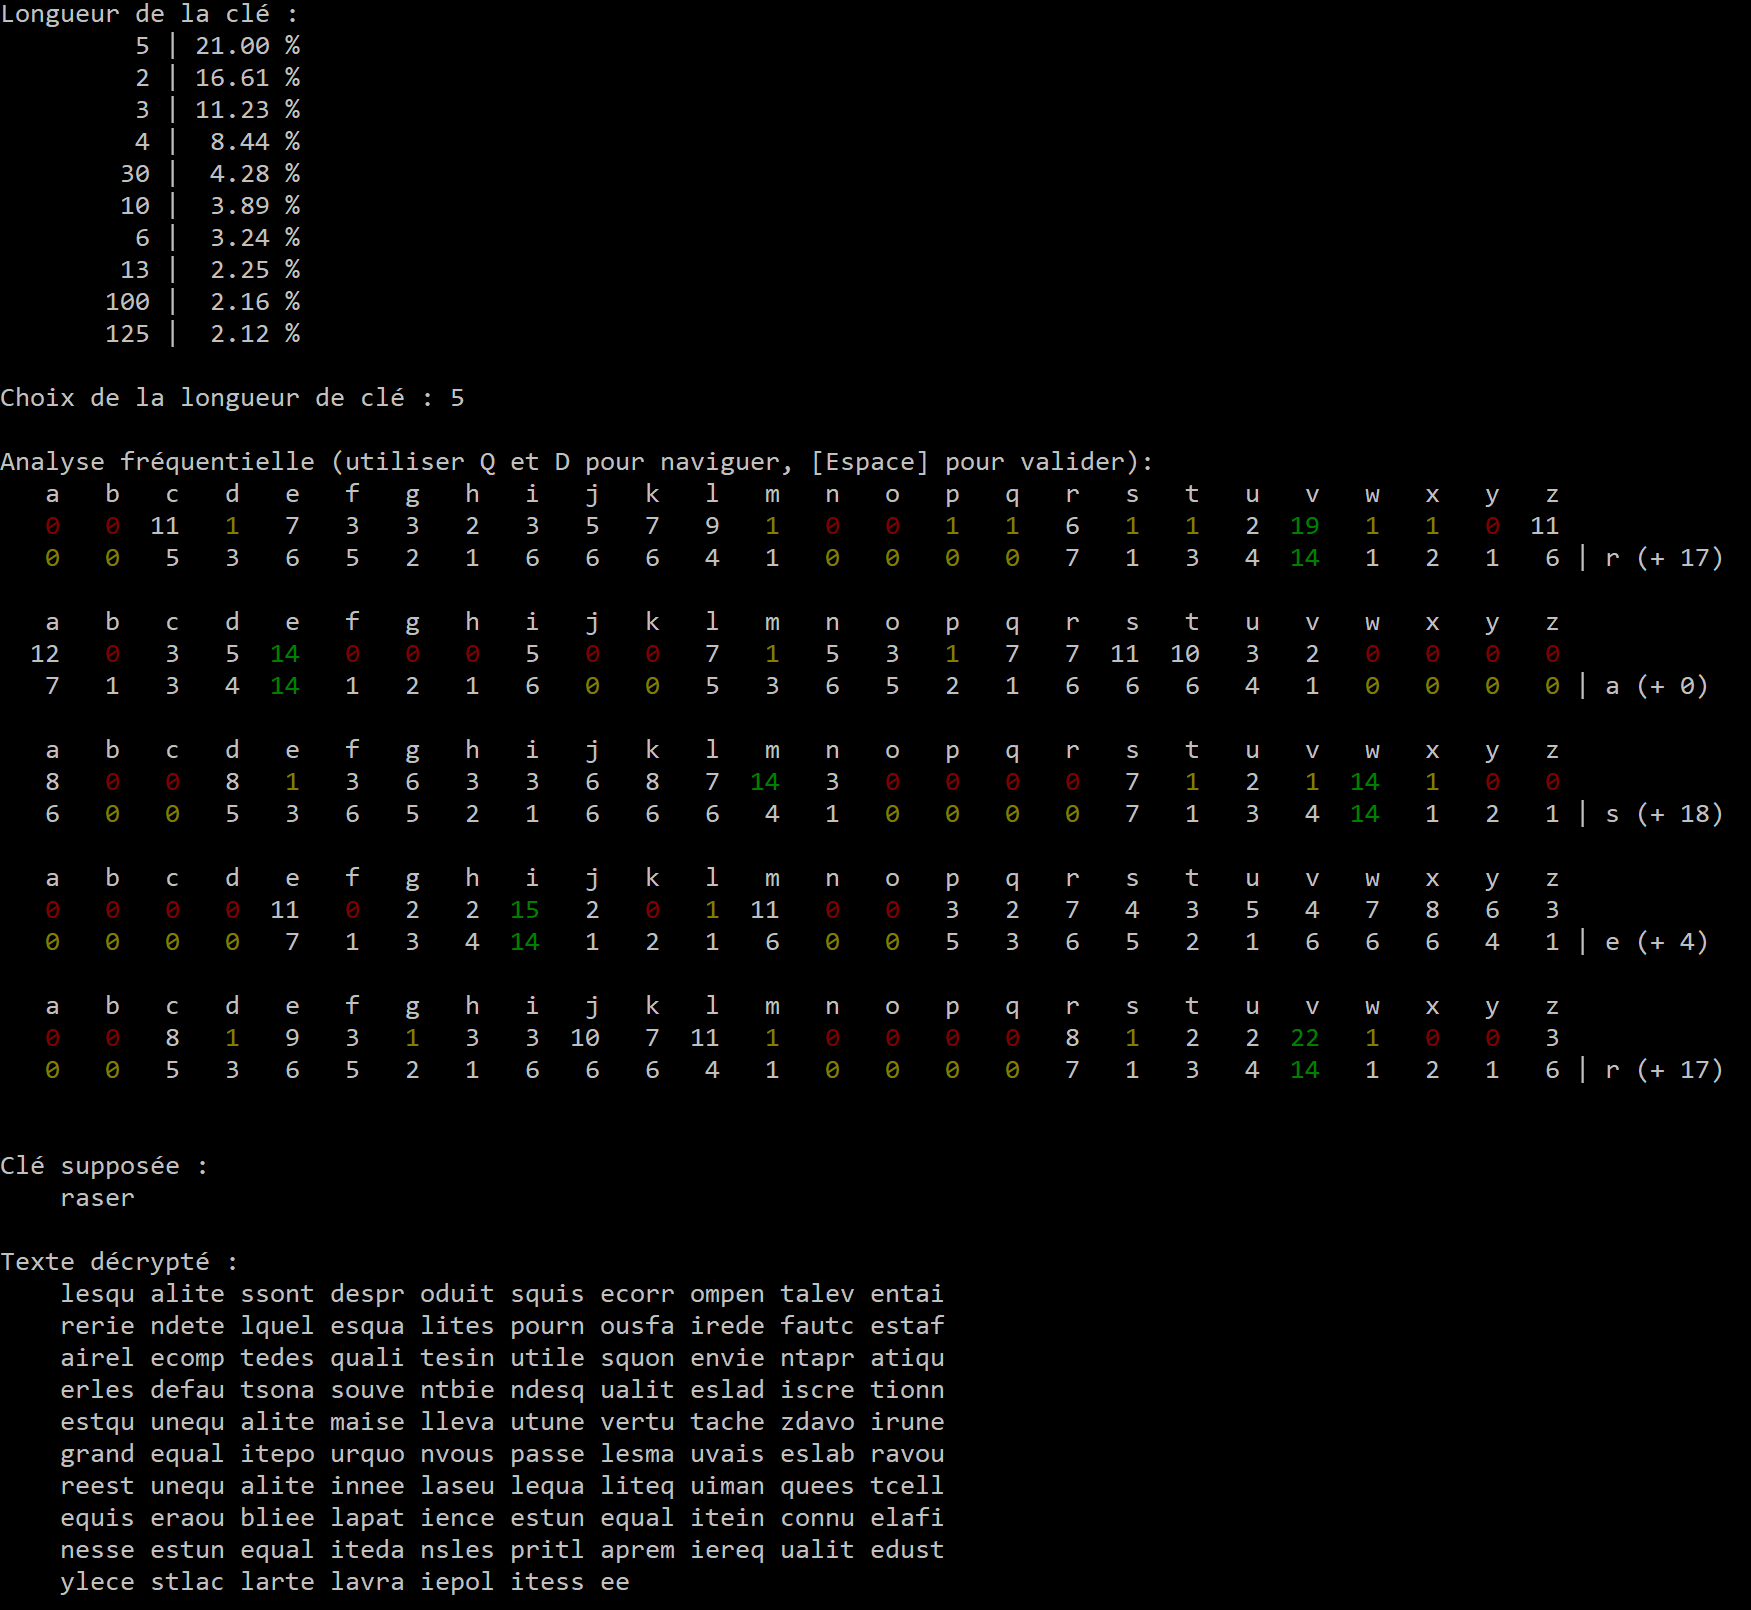 Longueur de la clé :
5 | 21.00 %
2 | 16.61 %
3 | 11.23 %
4 | 8.44 %
30 | 4.28 %
10 | 3.89 %
6 | 3.24 %
13 | 2.25 %
100 | 2.16 %
125 | 2.12 %
Choix de la longueur de clé : 5
Analyse fréquentielle (utiliser Q et D pour naviguer, [Espace] pour valider):
a b c d e f g h i j k l m n o p q r s t u v w x y z
0 0 11 1 7 3 3 2 3 5 7 9 1 0 0 1 1 6 1 1 2 19 1 1 0 11
0 0 5 3 6 5 2 1 6 6 6 4 1 0 0 0 0 7 1 3 4 14 1 2 1 6 | r (+ 17)
a b c d e f g h i j k l m n o p q r s t u v w x y z
12 0 3 5 14 0 0 0 5 0 0 7 1 5 3 1 7 7 11 10 3 2 0 0 0 0
7 1 3 4 14 1 2 1 6 0 0 5 3 6 5 2 1 6 6 6 4 1 0 0 0 0 | a (+ 0)
a b c d e f g h i j k l m n o p q r s t u v w x y z
8 0 0 8 1 3 6 3 3 6 8 7 14 3 0 0 0 0 7 1 2 1 14 1 0 0
6 0 0 5 3 6 5 2 1 6 6 6 4 1 0 0 0 0 7 1 3 4 14 1 2 1 | s (+ 18)
a b c d e f g h i j k l m n o p q r s t u v w x y z
0 0 0 0 11 0 2 2 15 2 0 1 11 0 0 3 2 7 4 3 5 4 7 8 6 3
0 0 0 0 7 1 3 4 14 1 2 1 6 0 0 5 3 6 5 2 1 6 6 6 4 1 | e (+ 4)
a b c d e f g h i j k l m n o p q r s t u v w x y z
0 0 8 1 9 3 1 3 3 10 7 11 1 0 0 0 0 8 1 2 2 22 1 0 0 3
0 0 5 3 6 5 2 1 6 6 6 4 1 0 0 0 0 7 1 3 4 14 1 2 1 6 | r (+ 17)
Clé supposée :
raser
Texte décrypté :
lesqu alite ssont despr oduit squis ecorr ompen talev entai
rerie ndete lquel esqua lites pourn ousfa irede fautc estaf
airel ecomp tedes quali tesin utile squon envie ntapr atiqu
erles defau tsona souve ntbie ndesq ualit eslad iscre tionn
estqu unequ alite maise lleva utune vertu tache zdavo irune
grand equal itepo urquo nvous passe lesma uvais eslab ravou
reest unequ alite innee laseu lequa liteq uiman quees tcell
equis eraou bliee lapat ience estun equal itein connu elafi
nesse estun equal iteda nsles pritl aprem iereq ualit edust
ylece stlac larte lavra iepol itess ee